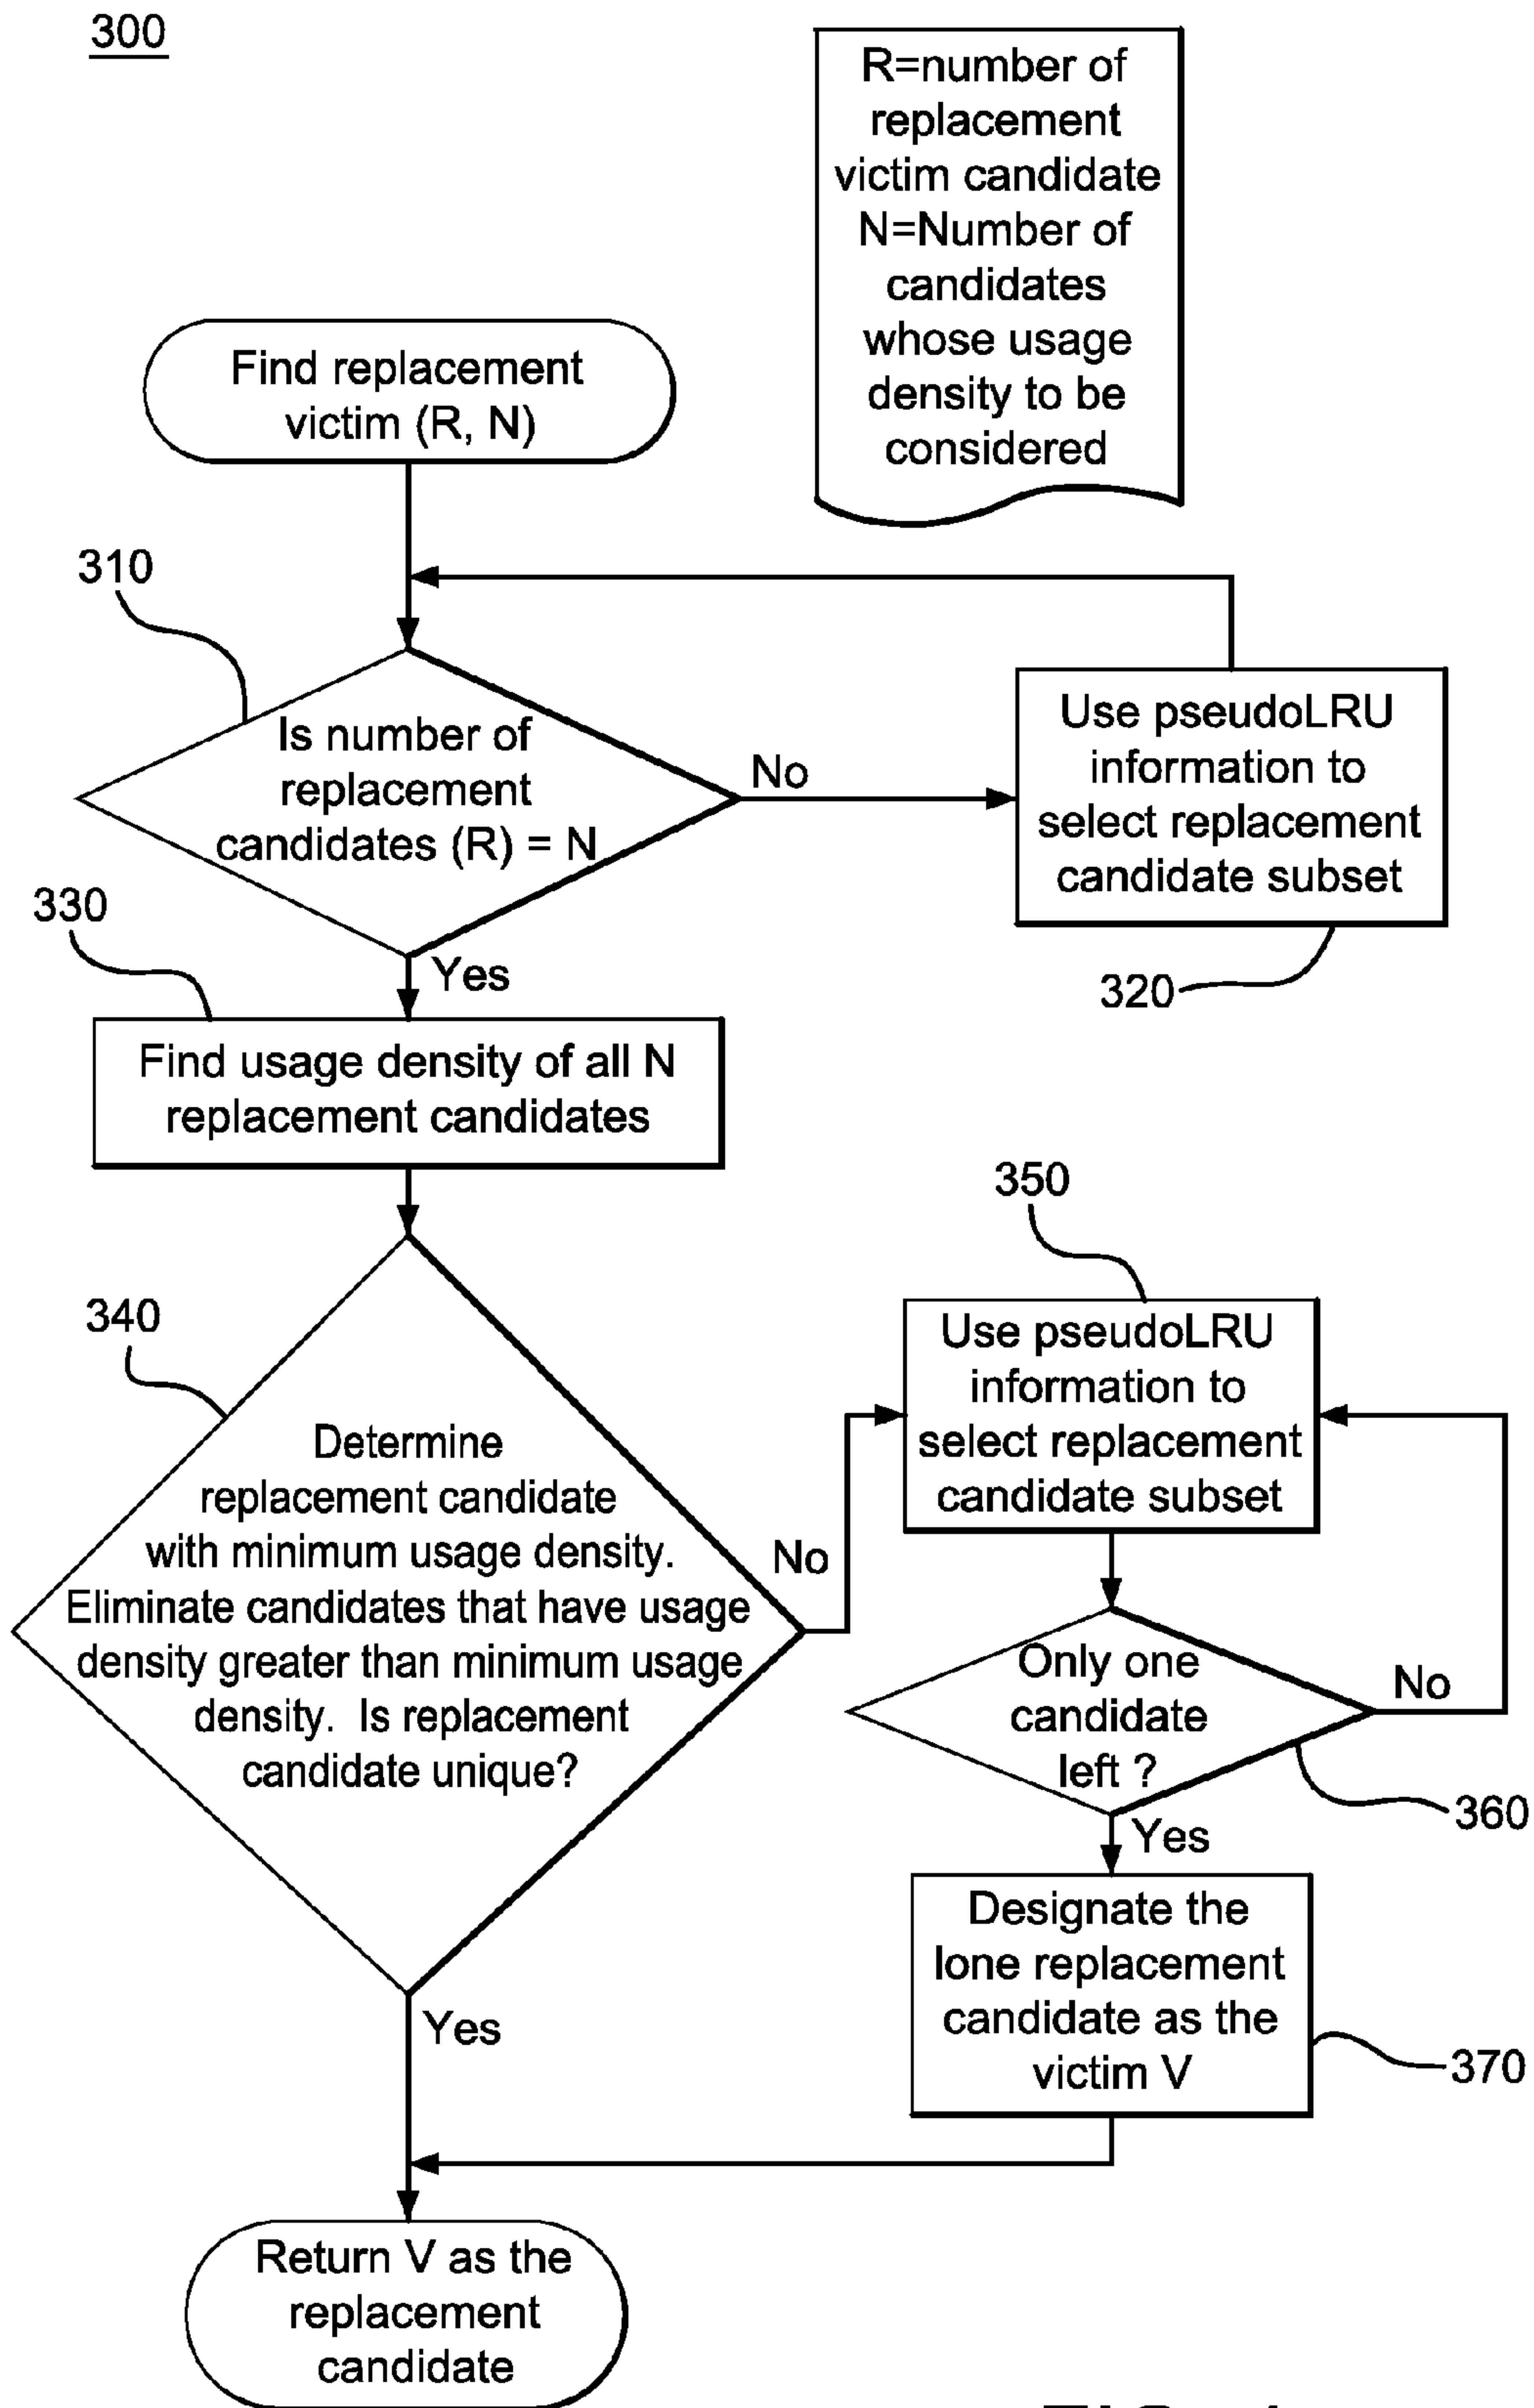 300
R=number of
replacement
victim candidate
N=Number of
candidates
whose usage
density to be
considered
Find replacement
victim (R, N)
310
Is number of
replacement
candidates (R) = N
No
Use pseudoLRU
information to
select replacement
candidate subset
320
Yes
330
Find usage density of all N
replacement candidates
340
Determine
replacement candidate
with minimum usage density.
Eliminate candidates that have usage
density greater than minimum usage
density. Is replacement
candidate unique?
No
350
Use pseudoLRU
information to
select replacement
candidate subset
Only one
candidate
left ?
No
360
Yes
Designate the
lone replacement
candidate as the
victim V
370
Yes
Return V as the
replacement
candidate